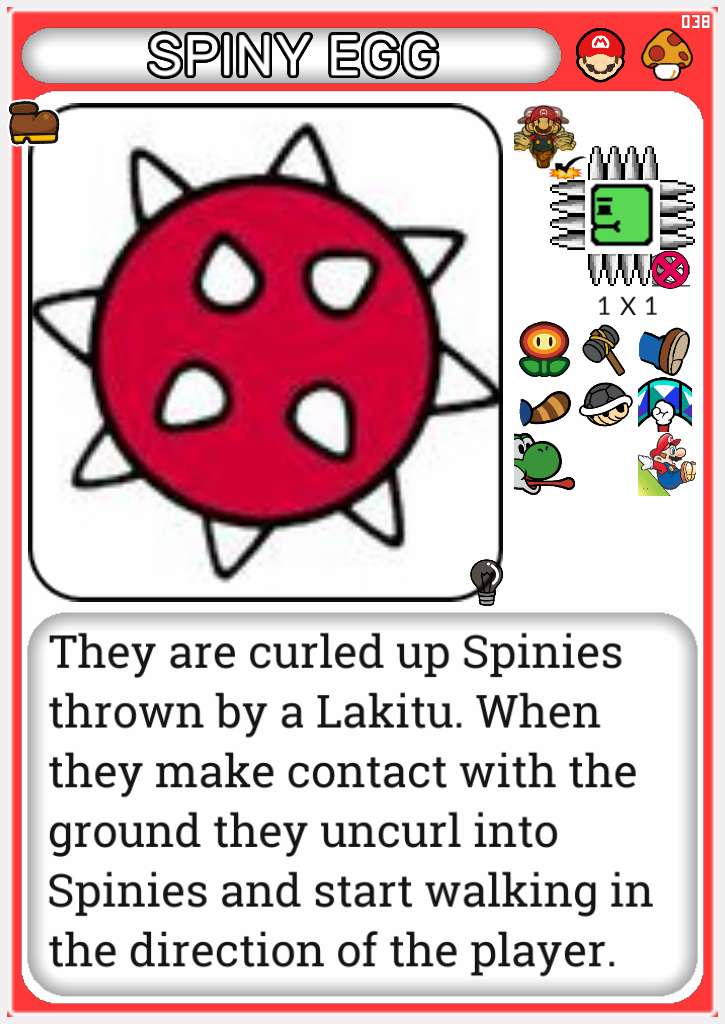 038
SPINY EGG
1 X 1
They are curled up Spinies
thrown by a Lakitu. When
they make contact with the
ground they uncurl into
Spinies and start walking in
the direction of the player.